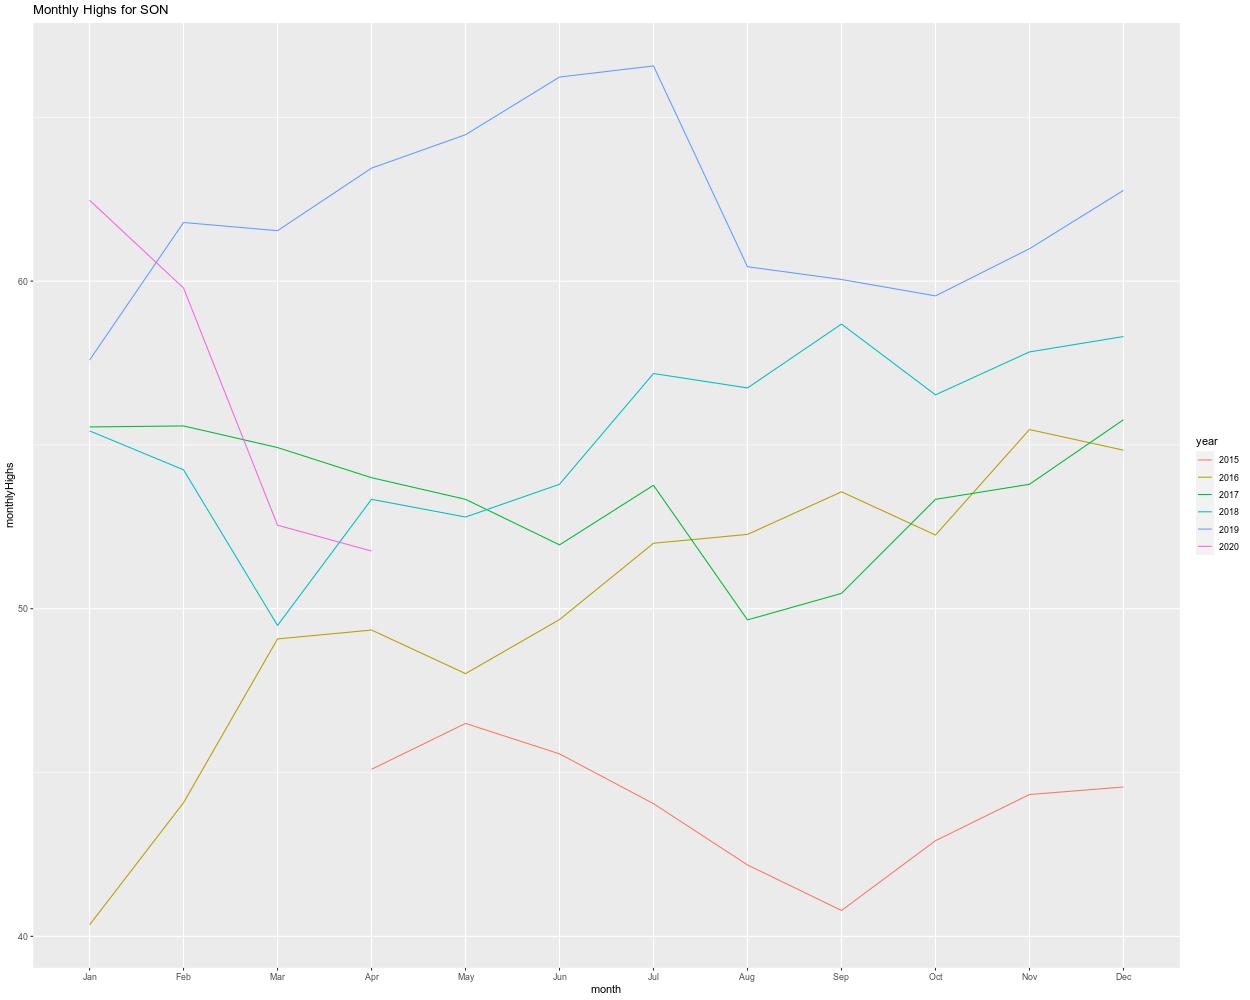 Monthly Highs for SON
monthlyHighs
60
50
40
Jan Feb Mar Apr May Jun Jul Aug Sep Oct Nov Dec
month
year
2015
2016
2017
2018
2019
2020